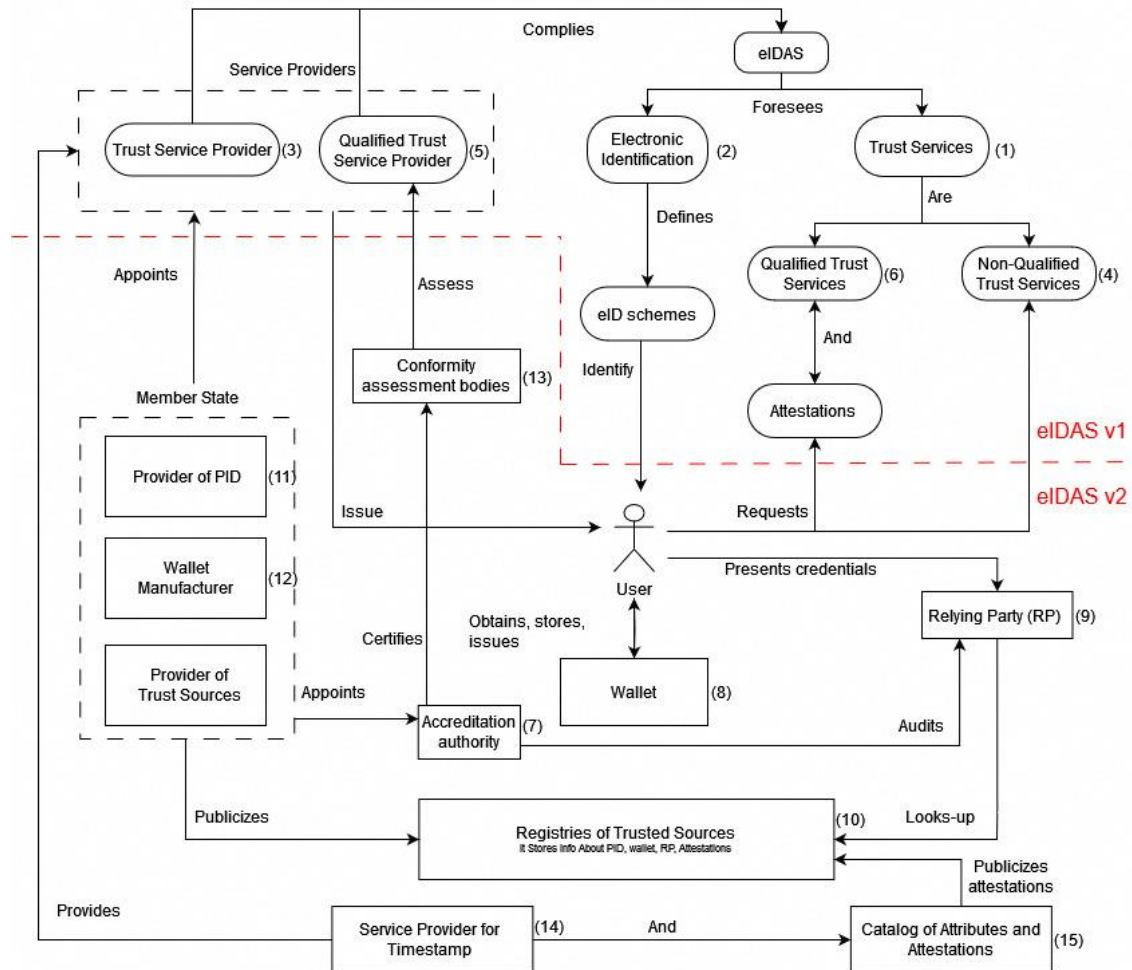 Complies
eIDAS
Service Providers
Foresees
Trust Service Provider
(3)
Qualified Trust
Service Provider
(5)
Electronic
Identification
(2)
Trust Services
(1)
Are
Defines
Appoints
Assess
Qualified Trust
Services
(6)
Non-Qualified
Trust Services
(4)
eID schemes
And
Identify
Conformity
assessment bodies
(13)
Member State
Attestations
eIDAS v1
Provider of PID
(11)
eIDAS v2
Issue
Requests
Wallet
Manufacturer
(12)
User
Presents credentials
Relying Party (RP)
(9)
Obtains, stores,
issues
Certifies
Provider of
Trust Sources
Appoints
Wallet
(8)
Accreditation
authority
(7)
Audits
Publicizes
Registries of Trusted Sources
It Stores Info About PID, wallet, RP, Attestations
(10)
Looks-up
Publicizes
attestations
Provides
Service Provider for
Timestamp
(14)
And
Catalog of Attributes and
Attestations
(15)